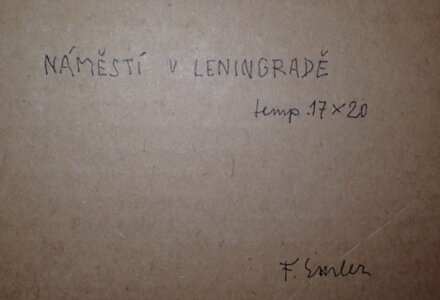 NÁMĚSTÍ V LENINGRADĚ
temp. 17×20
F.